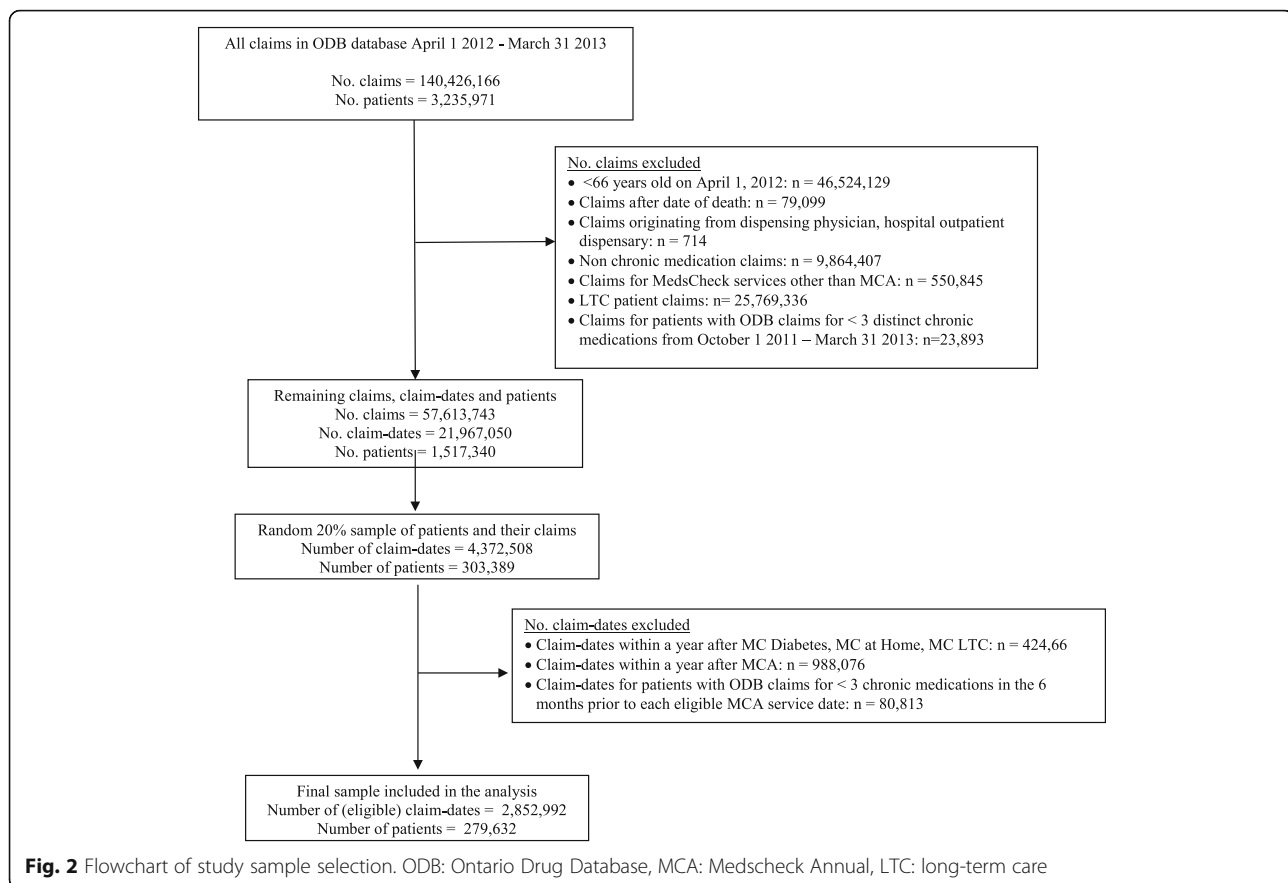 All claims in ODB database April 1 2012 - March 31 2013
No. claims = 140,426,166
No. patients = 3,235,971
No. claims excluded
• <66 years old on April 1, 2012: n = 46,524,129
• Claims after date of death: n = 79,099
• Claims originating from dispensing physician, hospital outpatient
dispensary: n = 714
• Non chronic medication claims: n = 9,864,407
• Claims for MedsCheck services other than MCA: n = 550,845
• LTC patient claims: n= 25,769,336
• Claims for patients with ODB claims for < 3 distinct chronic
medications from October 1 2011 – March 31 2013: n=23,893
Remaining claims, claim-dates and patients
No. claims = 57,613,743
No. claim-dates = 21,967,050
No. patients = 1,517,340
Random 20% sample of patients and their claims
Number of claim-dates = 4,372,508
Number of patients = 303,389
No. claim-dates excluded
• Claim-dates within a year after MC Diabetes, MC at Home, MC LTC: n = 424,66
• Claim-dates within a year after MCA: n = 988,076
• Claim-dates for patients with ODB claims for < 3 chronic medications in the 6
months prior to each eligible MCA service date: n = 80,813
Final sample included in the analysis
Number of (eligible) claim-dates = 2,852,992
Number of patients = 279,632
Fig. 2 Flowchart of study sample selection. ODB: Ontario Drug Database, MCA: Medscheck Annual, LTC: long-term care